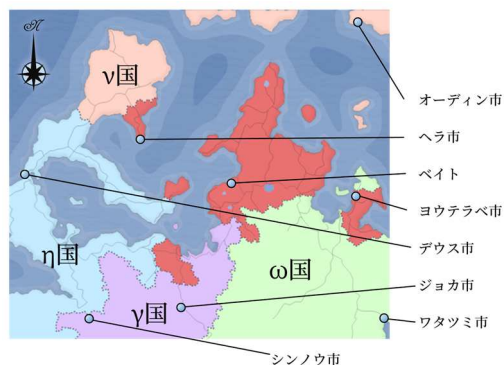 N
ν国
オーディン市
ヘラ市
ベイト
ヨウテラベ市
デウス市
η国
ω国
ジョカ市
γ国
ワタツミ市
シンノウ市